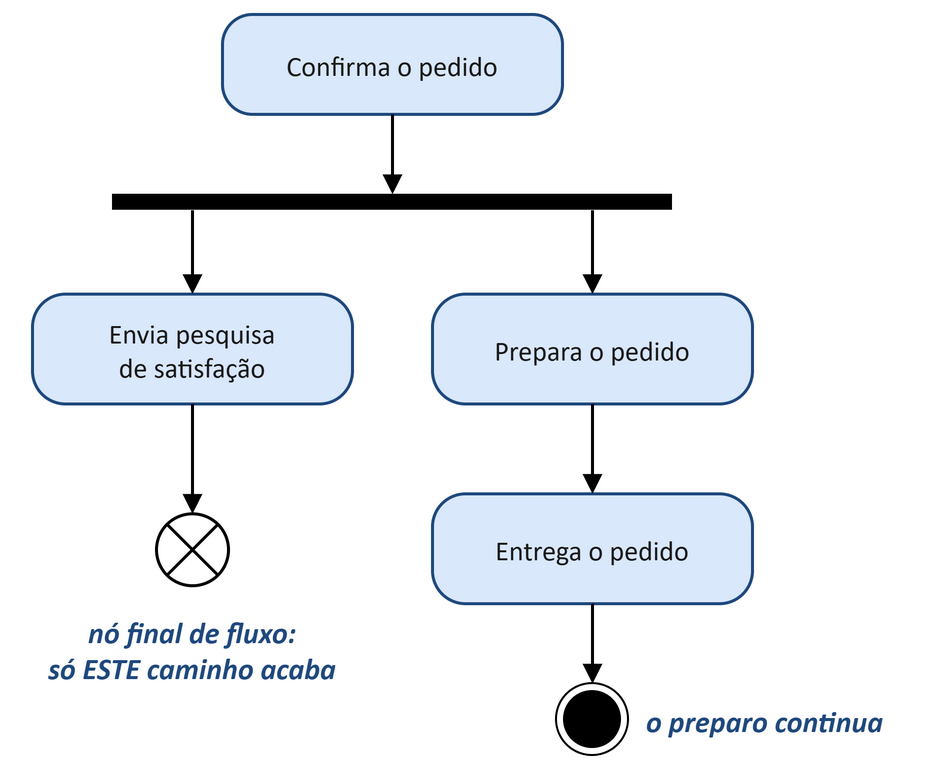 Confirma o pedido
Envia pesquisa
de satisfação
Prepara o pedido
Entrega o pedido
nó final de fluxo:
só ESTE caminho acaba
o preparo continua